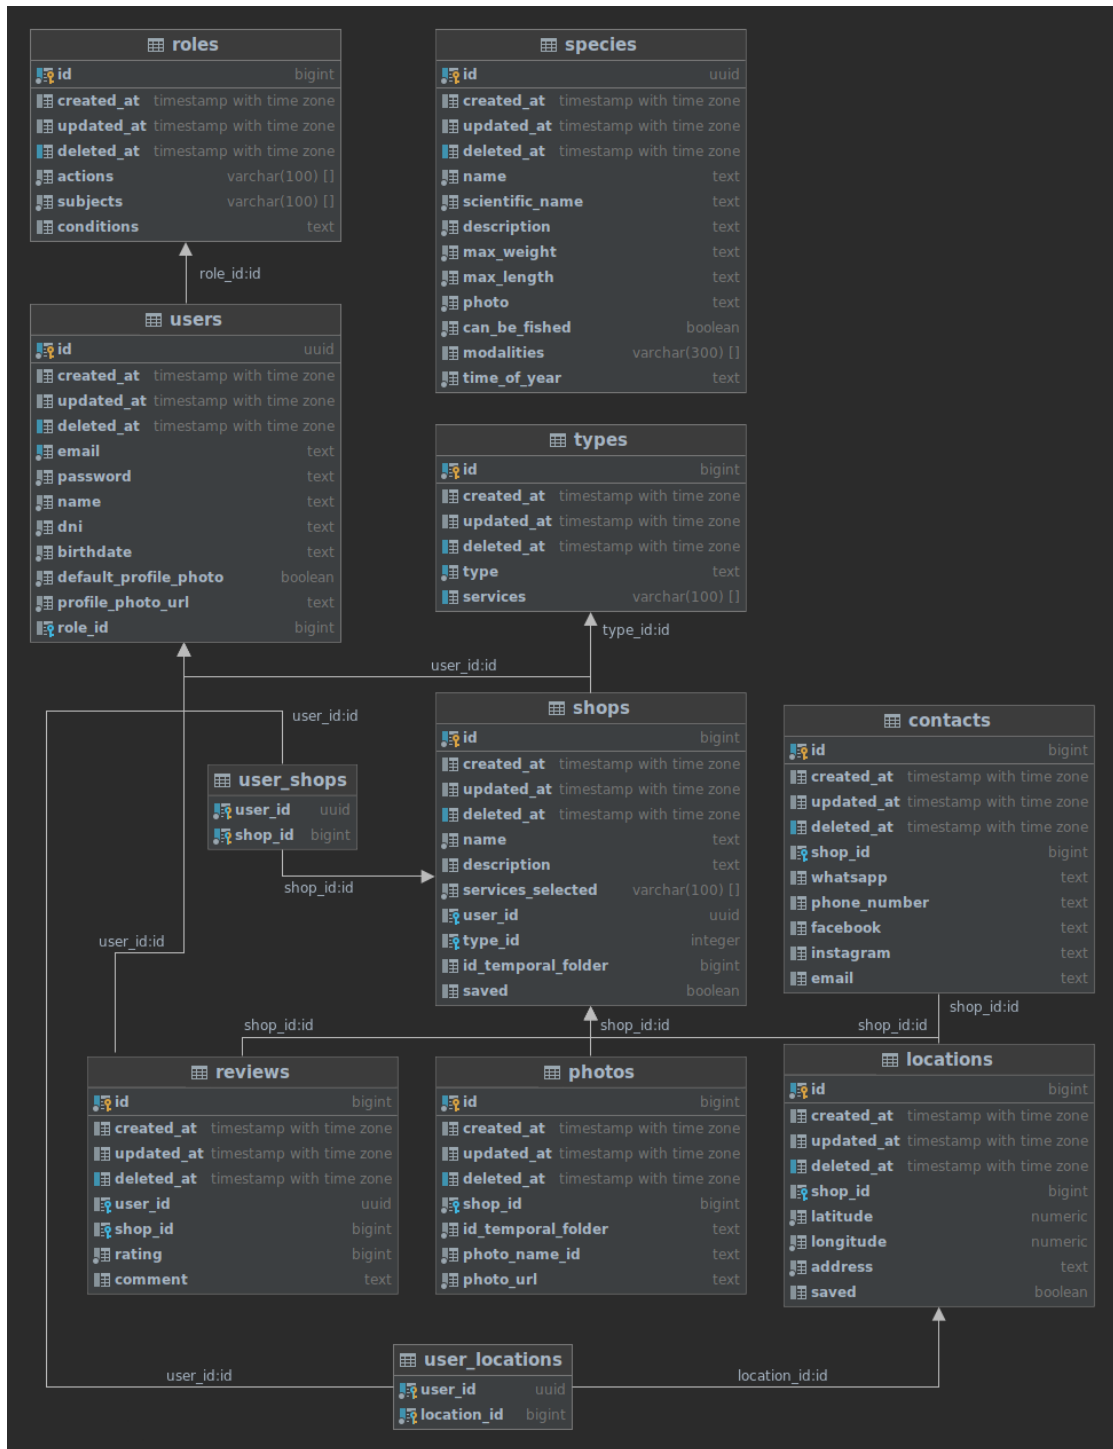 roles
id bigint
created_at timestamp with time zone
updated_at timestamp with time zone
deleted_at timestamp with time zone
actions varchar(100) []
subjects varchar(100) []
conditions text
species
id uuid
created_at timestamp with time zone
updated_at timestamp with time zone
deleted_at timestamp with time zone
name text
scientific_name text
description text
max_weight text
max_length text
photo text
can_be_fished boolean
modalities varchar(300) []
time_of_year text
role_id:id
users
id uuid
created_at timestamp with time zone
updated_at timestamp with time zone
deleted_at timestamp with time zone
email text
password text
name text
dni text
birthdate text
default_profile_photo boolean
profile_photo_url text
role_id bigint
types
id bigint
created_at timestamp with time zone
updated_at timestamp with time zone
deleted_at timestamp with time zone
type text
services varchar(100) []
type_id:id
user_id:id
user_id:id
user_shops
user_id uuid
shop_id bigint
shop_id:id
shops
id bigint
created_at timestamp with time zone
updated_at timestamp with time zone
deleted_at timestamp with time zone
name text
description text
services_selected varchar(100) []
user_id uuid
type_id integer
id_temporal_folder bigint
saved boolean
contacts
id bigint
created_at timestamp with time zone
updated_at timestamp with time zone
deleted_at timestamp with time zone
shop_id bigint
whatsapp text
phone_number text
facebook text
instagram text
email text
user_id:id
shop_id:id
shop_id:id
shop_id:id
shop_id:id
reviews
id bigint
created_at timestamp with time zone
updated_at timestamp with time zone
deleted_at timestamp with time zone
user_id uuid
shop_id bigint
rating bigint
comment text
photos
id bigint
created_at timestamp with time zone
updated_at timestamp with time zone
deleted_at timestamp with time zone
shop_id bigint
id_temporal_folder text
photo_name_id text
photo_url text
locations
id bigint
created_at timestamp with time zone
updated_at timestamp with time zone
deleted_at timestamp with time zone
shop_id bigint
latitude numeric
longitude numeric
address text
saved boolean
user_id:id
user_locations
user_id uuid
location_id bigint
location_id:id